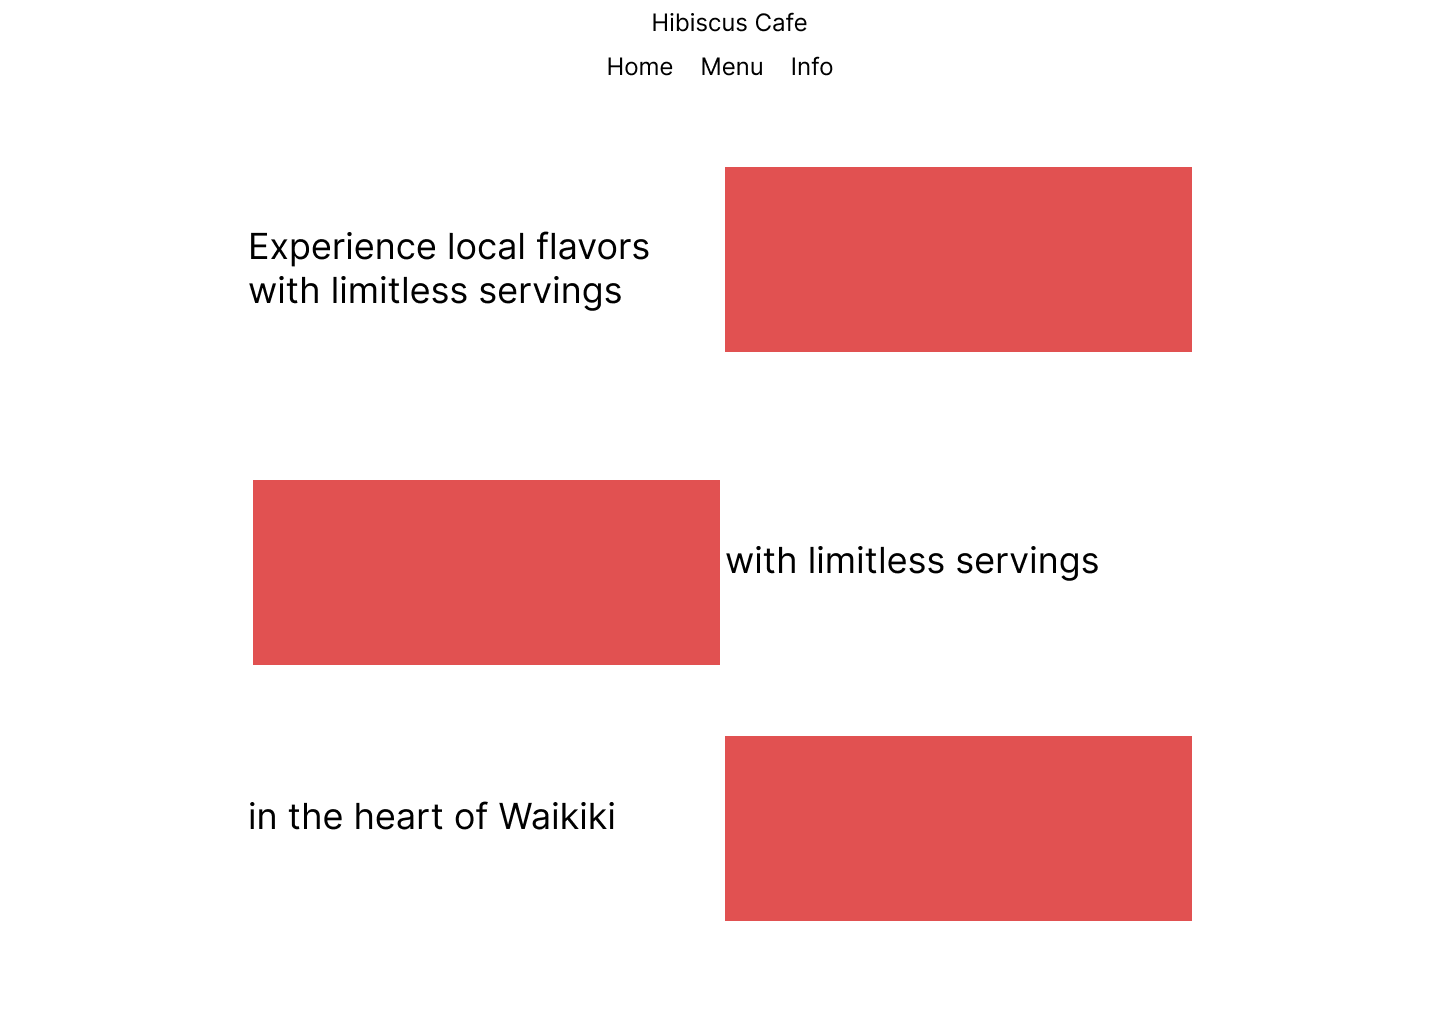 Hibiscus Cafe
Home Menu Info
Experience local flavors
with limitless servings
with limitless servings
in the heart of Waikiki